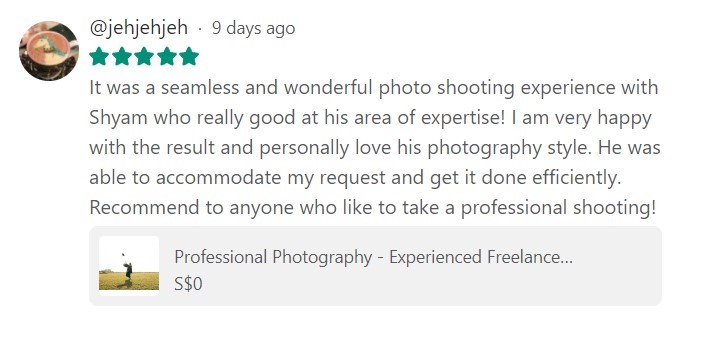 @jehjehjeh · 9 days ago
It was a seamless and wonderful photo shooting experience with
Shyam who really good at his area of expertise! I am very happy
with the result and personally love his photography style. He was
able to accommodate my request and get it done efficiently.
Recommend to anyone who like to take a professional shooting!
Professional Photography - Experienced Freelance...
S$0